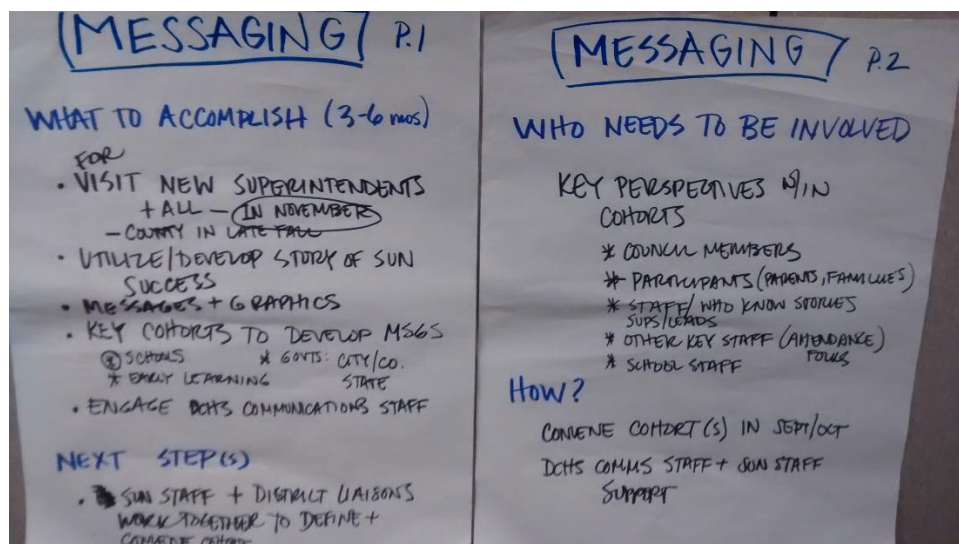 MESSAGING P.1
WHAT TO ACCOMPLISH (3-6 mos)
FOR
• VISIT NEW SUPERINTENDENTS
+ ALL — IN NOVEMBER
— COUNTY IN LATE FALL
• UTILIZE/DEVELOP STORY OF SUN
SUCCESS
• MESSAGES + GRAPHICS
• KEY COHORTS TO DEVELOP MSGS
* SCHOOLS * GOVTS: CITY/CO.
* EARLY LEARNING STATE
• ENGAGE DCHS COMMUNICATIONS STAFF
NEXT STEP(S)
• SUN STAFF + DISTRICT LIAISONS
WORK TOGETHER TO DEFINE +
CONVENE COHORTS
MESSAGING P.2
WHO NEEDS TO BE INVOLVED
KEY PERSPECTIVES W/IN
COHORTS
* COUNCIL MEMBERS
* PARTICIPANTS (PARENTS, FAMILIES)
* STAFF/WHO KNOW STORIES
SUPS/LEADS
* OTHER KEY STAFF (ATTENDANCE)
FOLKS
* SCHOOL STAFF
HOW?
CONVENE COHORT(S) IN SEPT/OCT
DCHS COMMS STAFF + SUN STAFF
SUPPORT